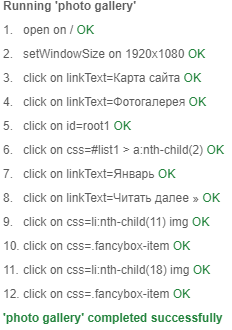 Running 'photo gallery'
1. open on / OK
2. setWindowSize on 1920x1080 OK
3. click on linkText=Карта сайта OK
4. click on linkText=Фотогалерея OK
5. click on id=root1 OK
6. click on css=#list1 > a:nth-child(2) OK
7. click on linkText=Январь OK
8. click on linkText=Читать далее » OK
9. click on css=li:nth-child(11) img OK
10. click on css=.fancybox-item OK
11. click on css=li:nth-child(18) img OK
12. click on css=.fancybox-item OK
'photo gallery' completed successfully